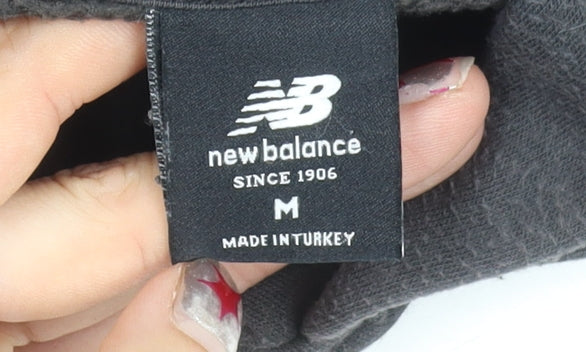 NB
new balance
SINCE 1906
M
MADE IN TURKEY